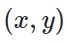 (x, y)